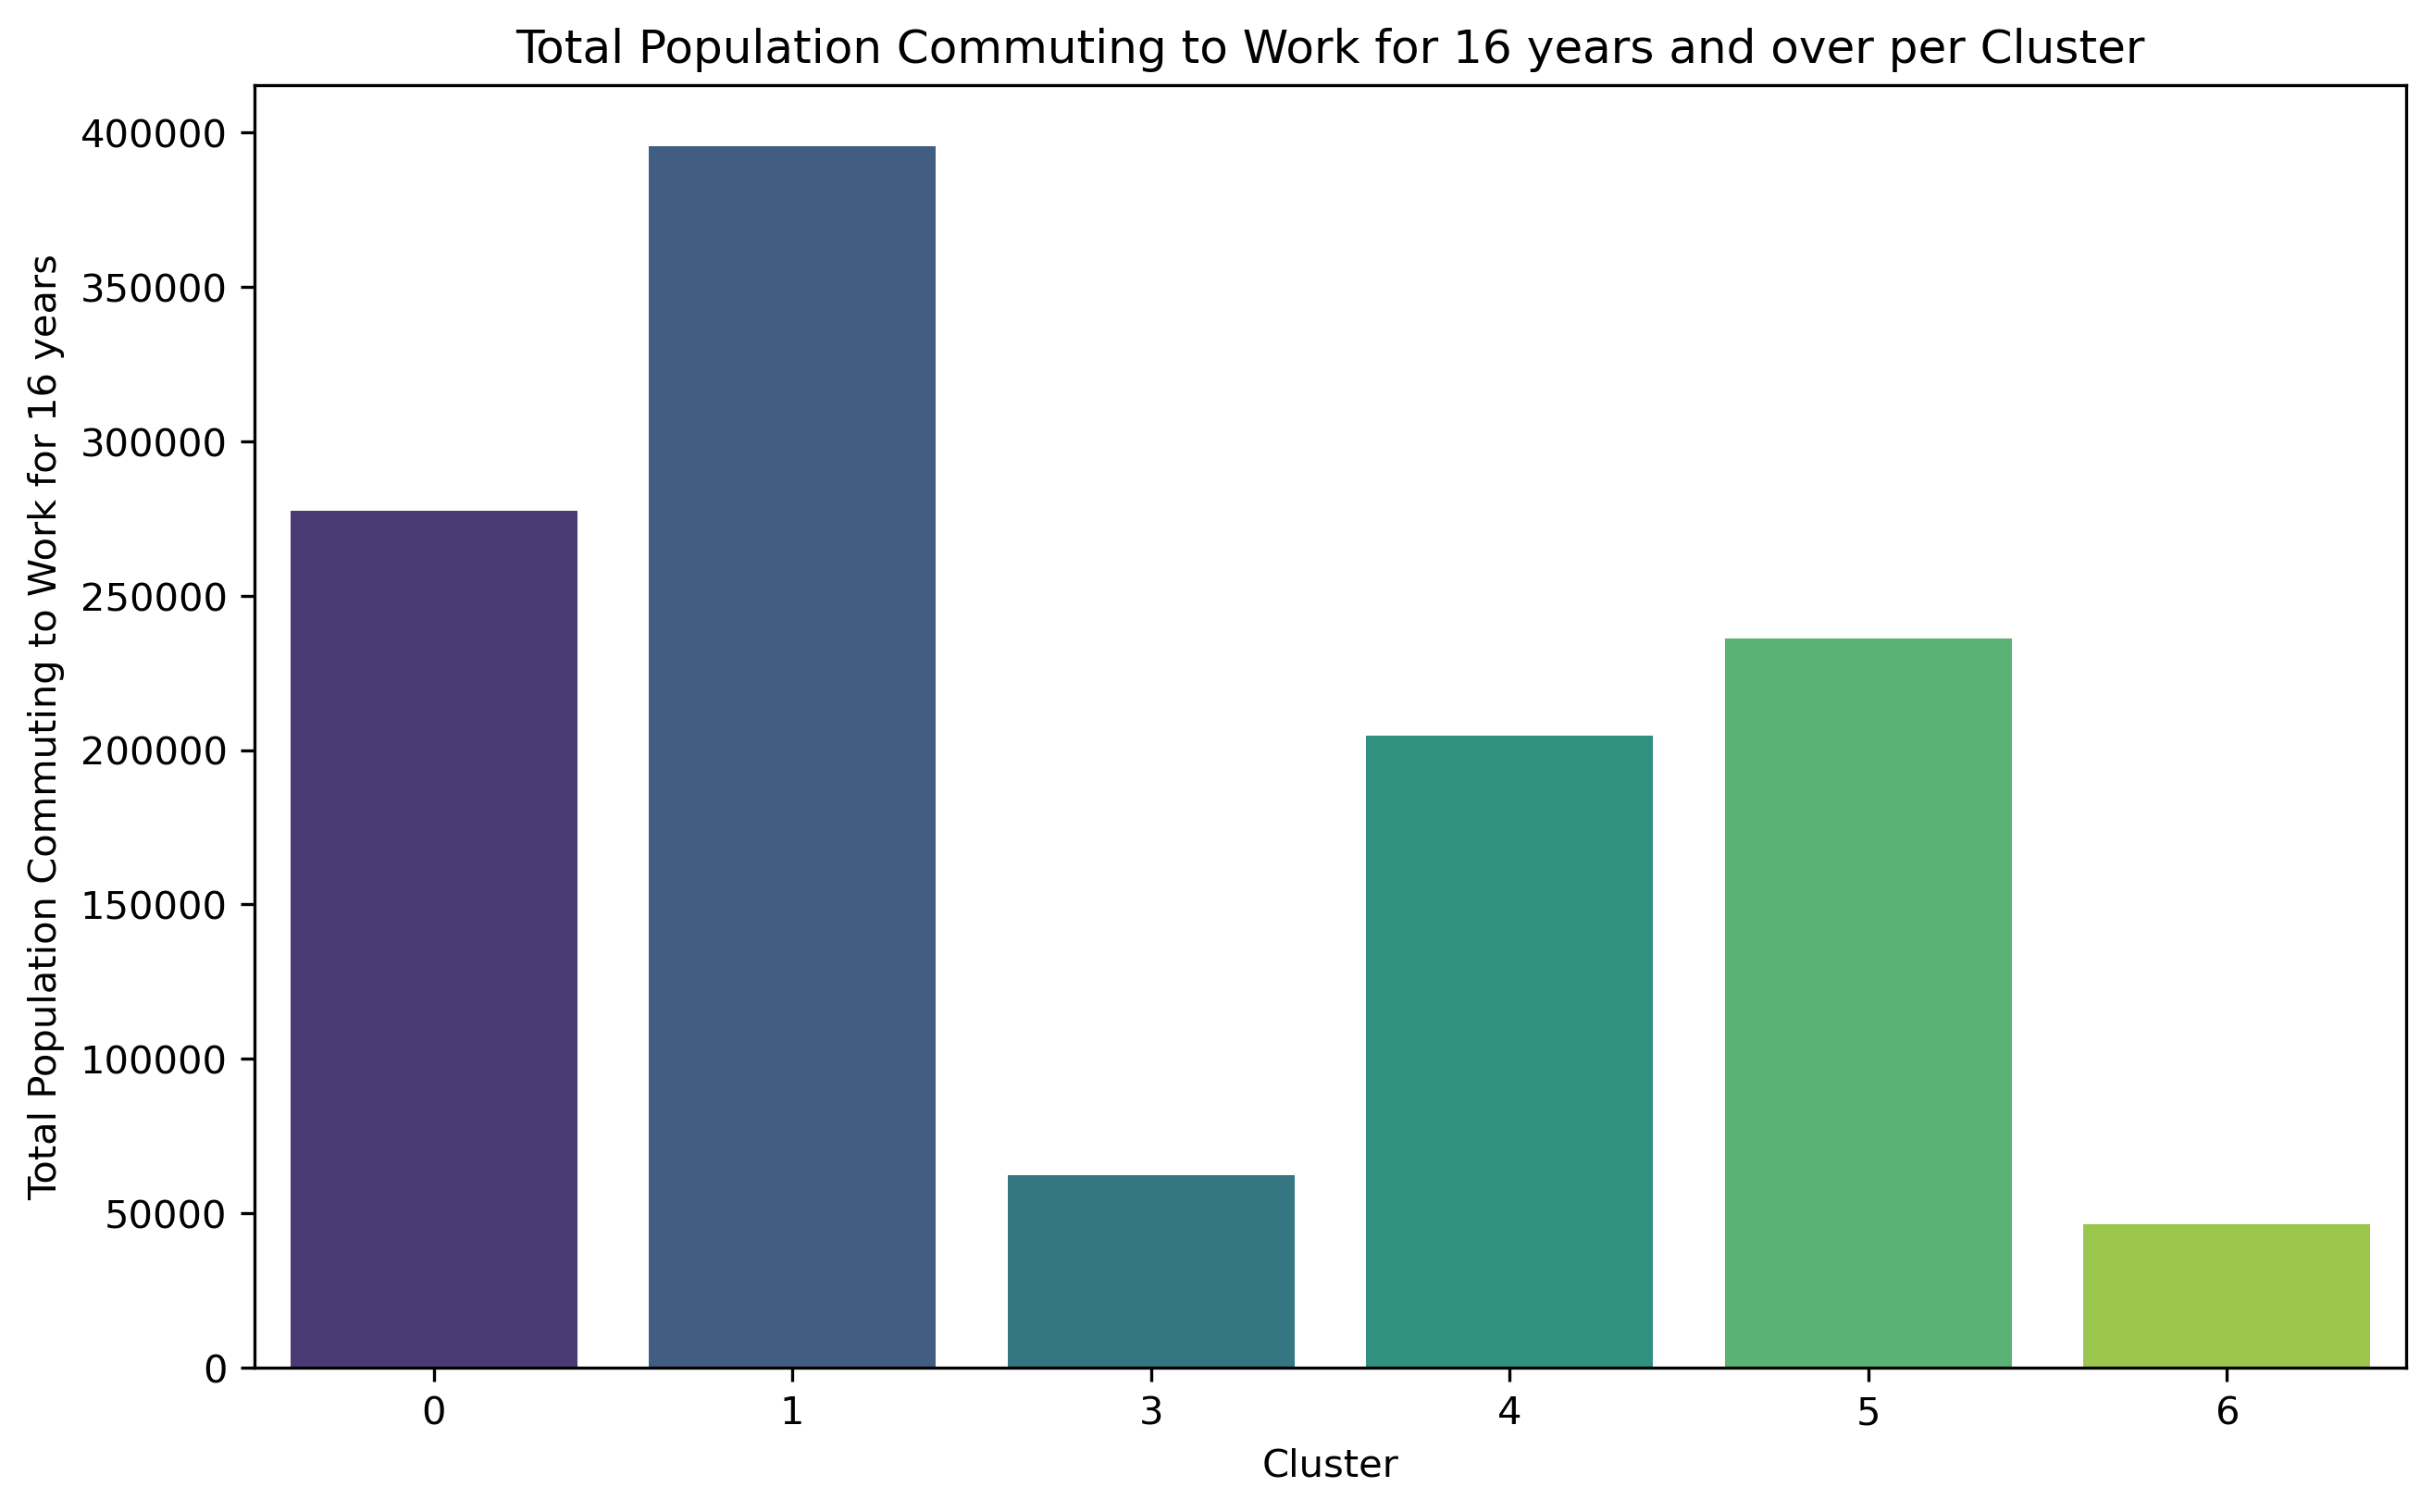 Total Population Commuting to Work for 16 years and over per Cluster
Total Population Commuting to Work for 16 years
400000
350000
300000
250000
200000
150000
100000
50000
0
0 1 3 4 5 6
Cluster